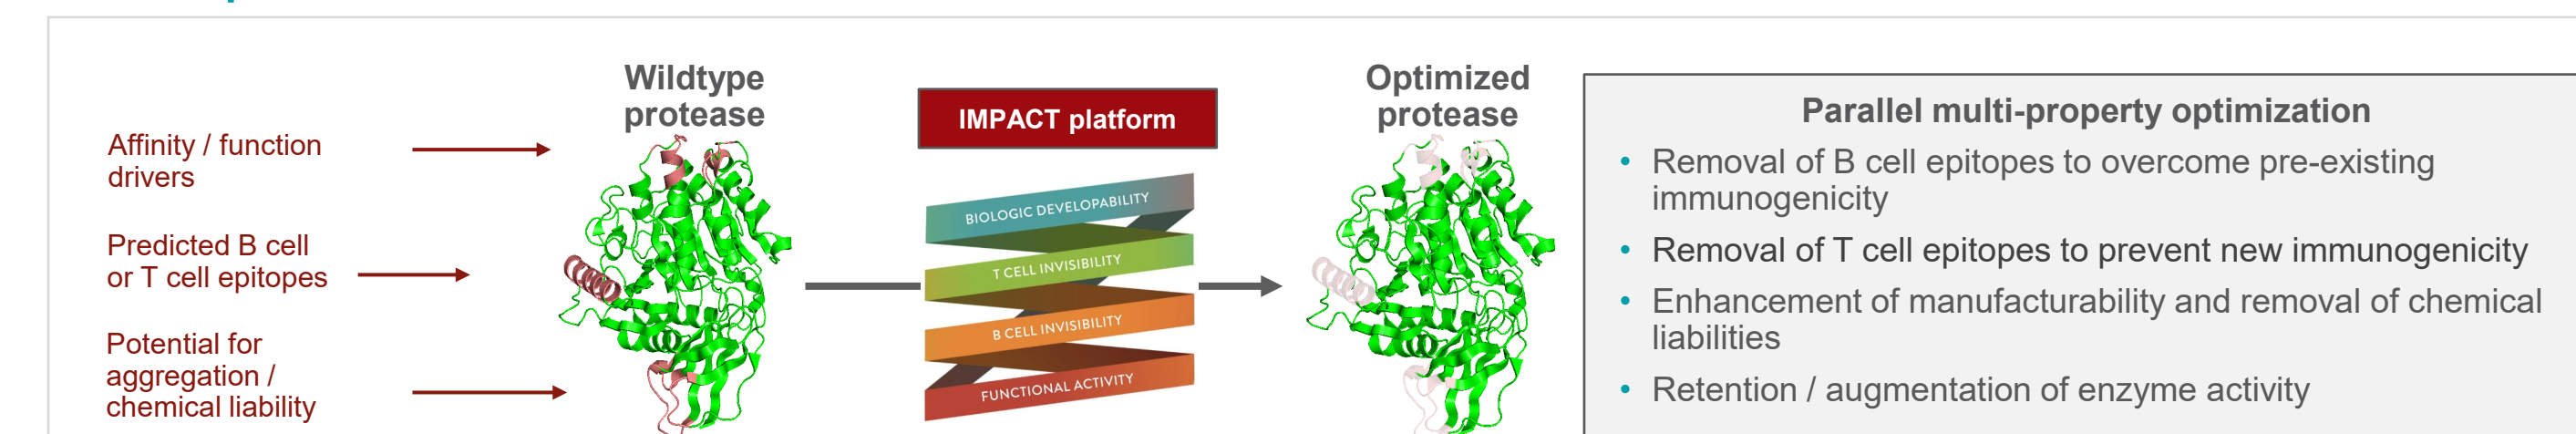 Affinity / function
drivers
Predicted B cell
or T cell epitopes
Potential for
aggregation /
chemical liability
Wildtype
protease
IMPACT platform
BIOLOGIC DEVELOPABILITY
T CELL INVISIBILITY
B CELL INVISIBILITY
FUNCTIONAL ACTIVITY
Optimized
protease
Parallel multi-property optimization
• Removal of B cell epitopes to overcome pre-existing
immunogenicity
• Removal of T cell epitopes to prevent new immunogenicity
• Enhancement of manufacturability and removal of chemical
liabilities
• Retention / augmentation of enzyme activity